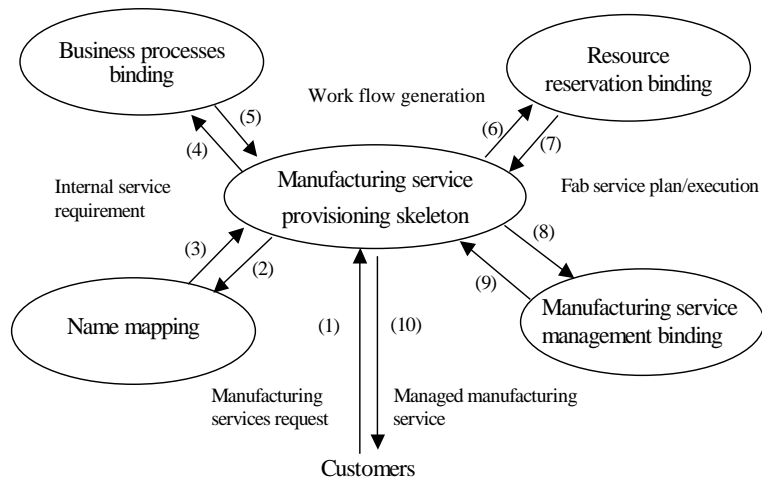 Business processes
binding
Resource
reservation binding
Work flow generation
(5)
(6)
(4)
(7)
Internal service
requirement
Manufacturing service
provisioning skeleton
Fab service plan/execution
(3)
(2)
(8)
(9)
Name mapping
(1)
(10)
Manufacturing service
management binding
Manufacturing
services request
Managed manufacturing
service
Customers